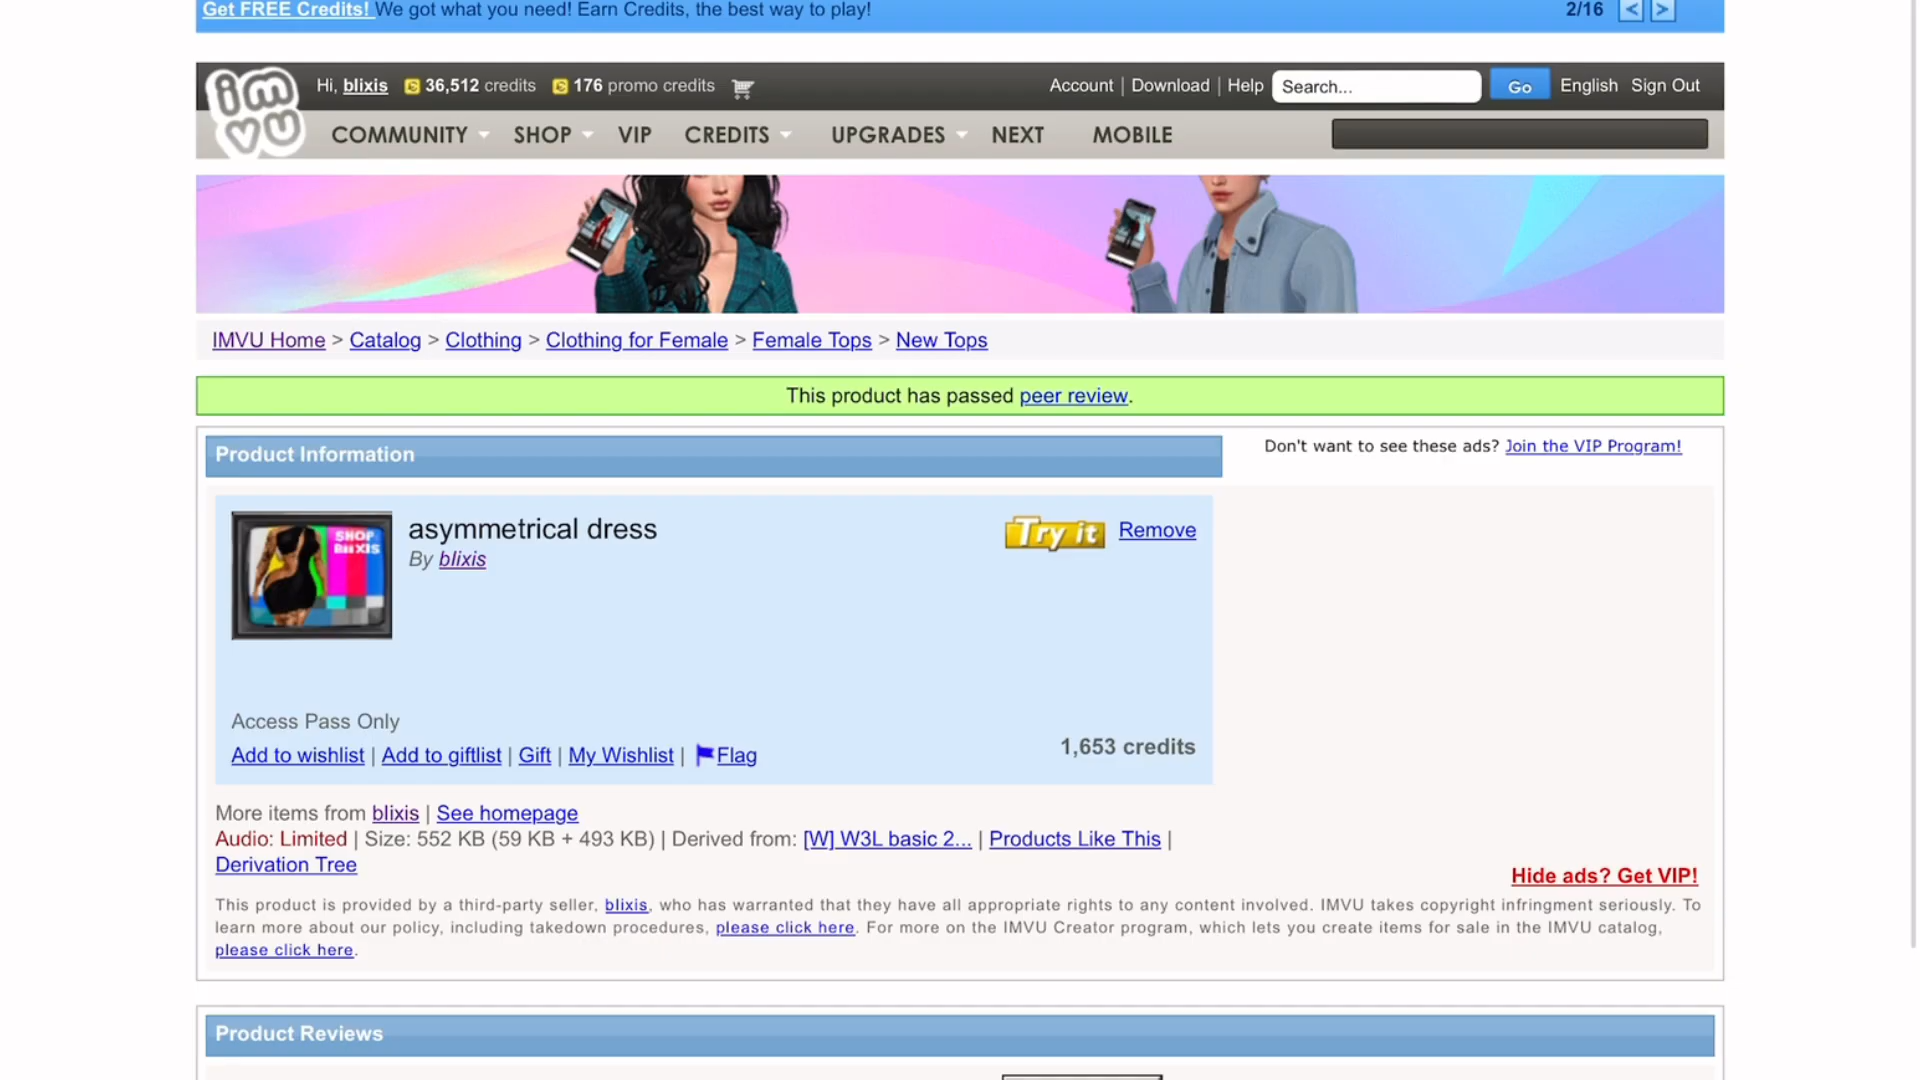 Get FREE Credits! We got what you need! Earn Credits, the best way to play! 2/16 < >
imvu
Hi, blixis 36,512 credits 176 promo credits Account | Download | Help Search... Go English Sign Out
COMMUNITY SHOP VIP CREDITS UPGRADES NEXT MOBILE
IMVU Home > Catalog > Clothing > Clothing for Female > Female Tops > New Tops
This product has passed peer review.
Product Information
Don't want to see these ads? Join the VIP Program!
SHOP
BLIXIS
asymmetrical dress
By blixis
Try it Remove
Access Pass Only
Add to wishlist | Add to giftlist | Gift | My Wishlist | Flag
1,653 credits
More items from blixis | See homepage
Audio: Limited | Size: 552 KB (59 KB + 493 KB) | Derived from: [W] W3L basic 2... | Products Like This |
Derivation Tree
Hide ads? Get VIP!
This product is provided by a third-party seller, blixis, who has warranted that they have all appropriate rights to any content involved. IMVU takes copyright infringment seriously. To
learn more about our policy, including takedown procedures, please click here. For more on the IMVU Creator program, which lets you create items for sale in the IMVU catalog,
please click here.
Product Reviews